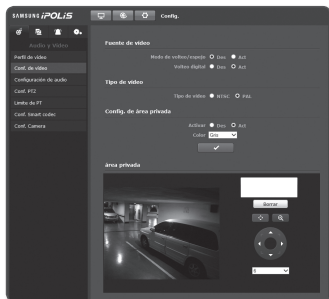 SAMSUNG iPOLiS
Config.
Audio y Vídeo
Perfil de vídeo
Conf. de vídeo
Configuración de audio
Conf. PTZ
Límite de PT
Conf. Smart codec
Conf. Camera
Fuente de vídeo
Modo de volteo/espejo Des Act
Volteo digital Des Act
Tipo de vídeo
Tipo de vídeo NTSC PAL
Config. de área privada
Activar Des Act
Color Gris
área privada
Borrar